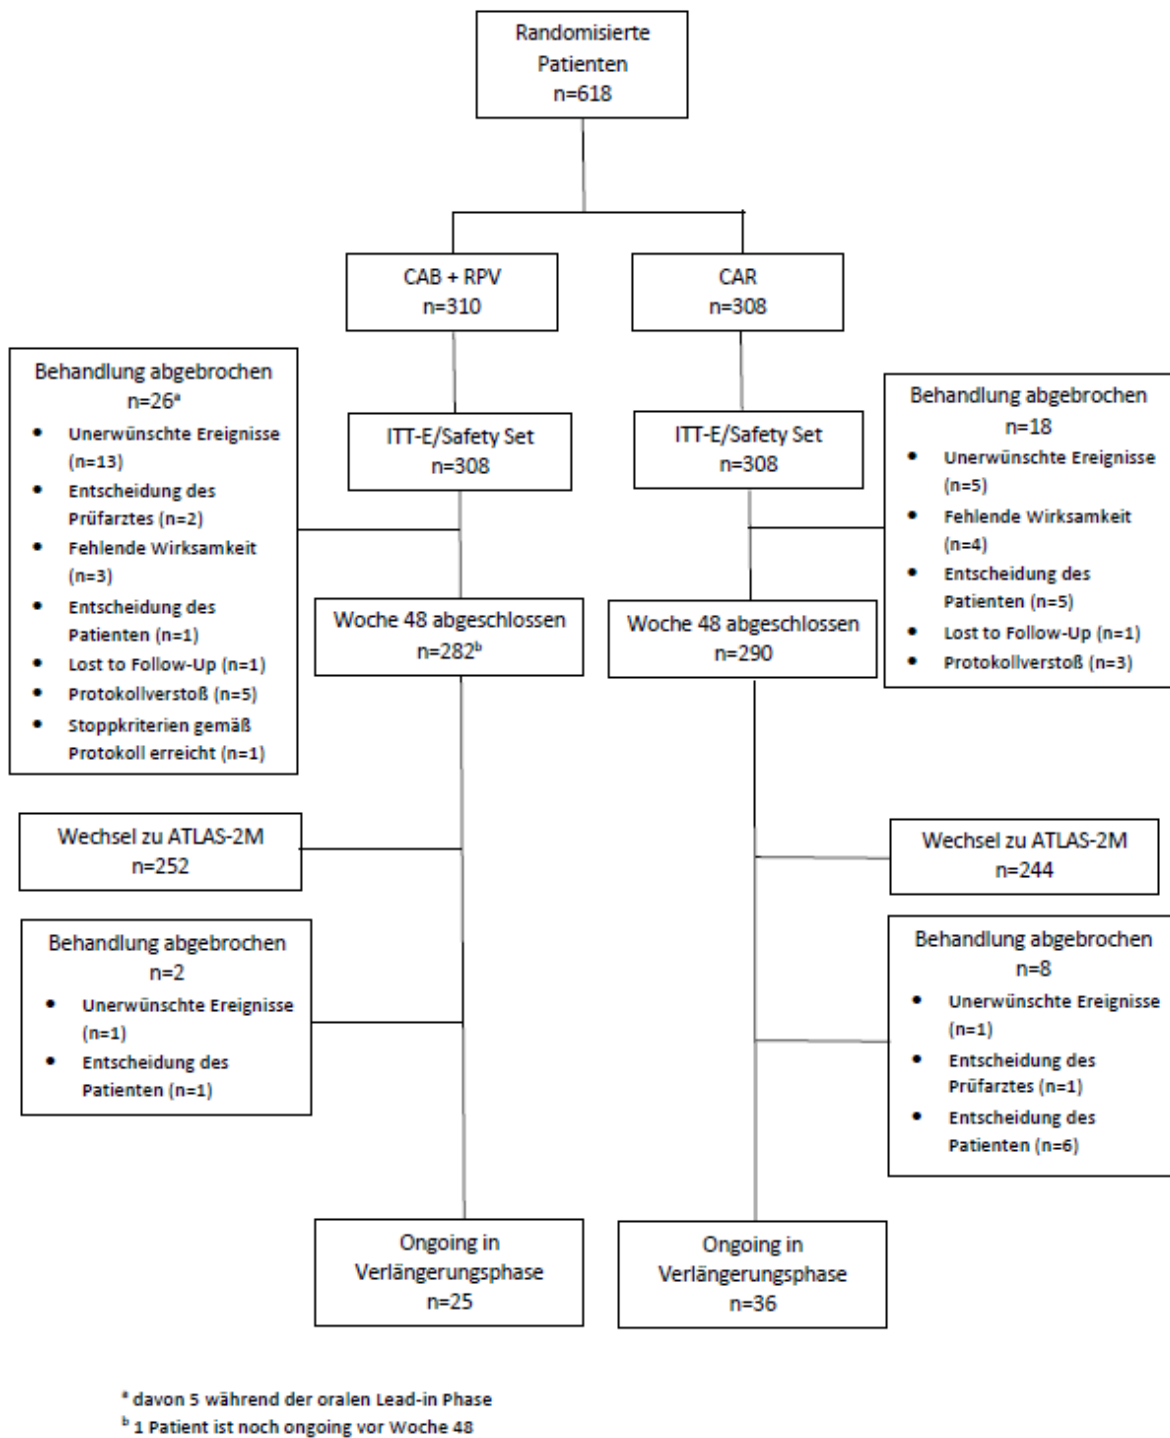 Randomisierte
Patienten
n=618
CAB + RPV
n=310
CAR
n=308
Behandlung abgebrochen
n=26ᵃ
• Unerwünschte Ereignisse
(n=13)
• Entscheidung des
Prüfarztes (n=2)
• Fehlende Wirksamkeit
(n=3)
• Entscheidung des
Patienten (n=1)
• Lost to Follow-Up (n=1)
• Protokollverstoß (n=5)
• Stoppkriterien gemäß
Protokoll erreicht (n=1)
ITT-E/Safety Set
n=308
ITT-E/Safety Set
n=308
Behandlung abgebrochen
n=18
• Unerwünschte Ereignisse
(n=5)
• Fehlende Wirksamkeit
(n=4)
• Entscheidung des
Patienten (n=5)
• Lost to Follow-Up (n=1)
• Protokollverstoß (n=3)
Woche 48 abgeschlossen
n=282ᵇ
Woche 48 abgeschlossen
n=290
Wechsel zu ATLAS-2M
n=252
Wechsel zu ATLAS-2M
n=244
Behandlung abgebrochen
n=2
• Unerwünschte Ereignisse
(n=1)
• Entscheidung des
Patienten (n=1)
Behandlung abgebrochen
n=8
• Unerwünschte Ereignisse
(n=1)
• Entscheidung des
Prüfarztes (n=1)
• Entscheidung des
Patienten (n=6)
Ongoing in
Verlängerungsphase
n=25
Ongoing in
Verlängerungsphase
n=36
ᵃ davon 5 während der oralen Lead-in Phase
ᵇ 1 Patient ist noch ongoing vor Woche 48